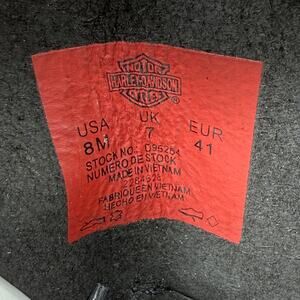 MOTOR
HARLEY-DAVIDSON
CYCLES
®
USA UK EUR
8M 7 41
STOCK NO.: D95254
NUMERO DE STOCK
MADE IN VIETNAM
FABRIQUE EN VIETNAM
HECHO EN VIETNAM